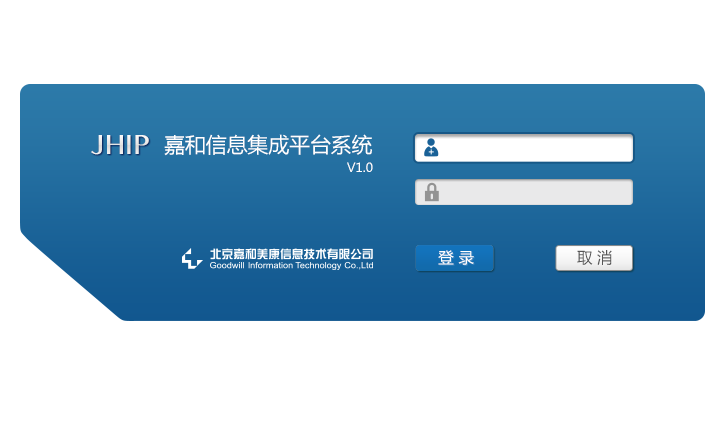 JHIP 嘉和信息集成平台系统
V1.0
北京嘉和美康信息技术有限公司
Goodwill Information Technology Co.,Ltd
登录
取消